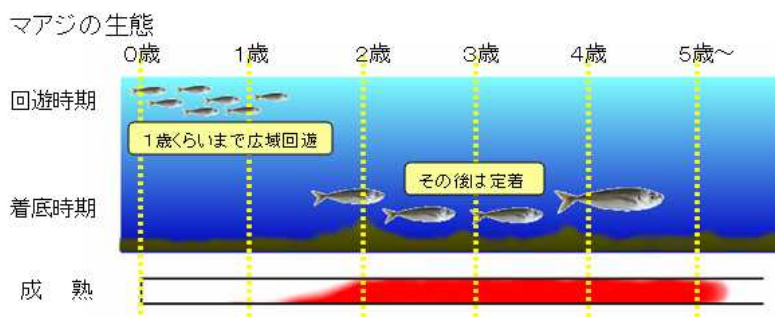 マアジの生態
0歳 1歳 2歳 3歳 4歳 5歳～
回遊時期
1歳くらいまで広域回遊
その後は定着
着底時期
成 熟